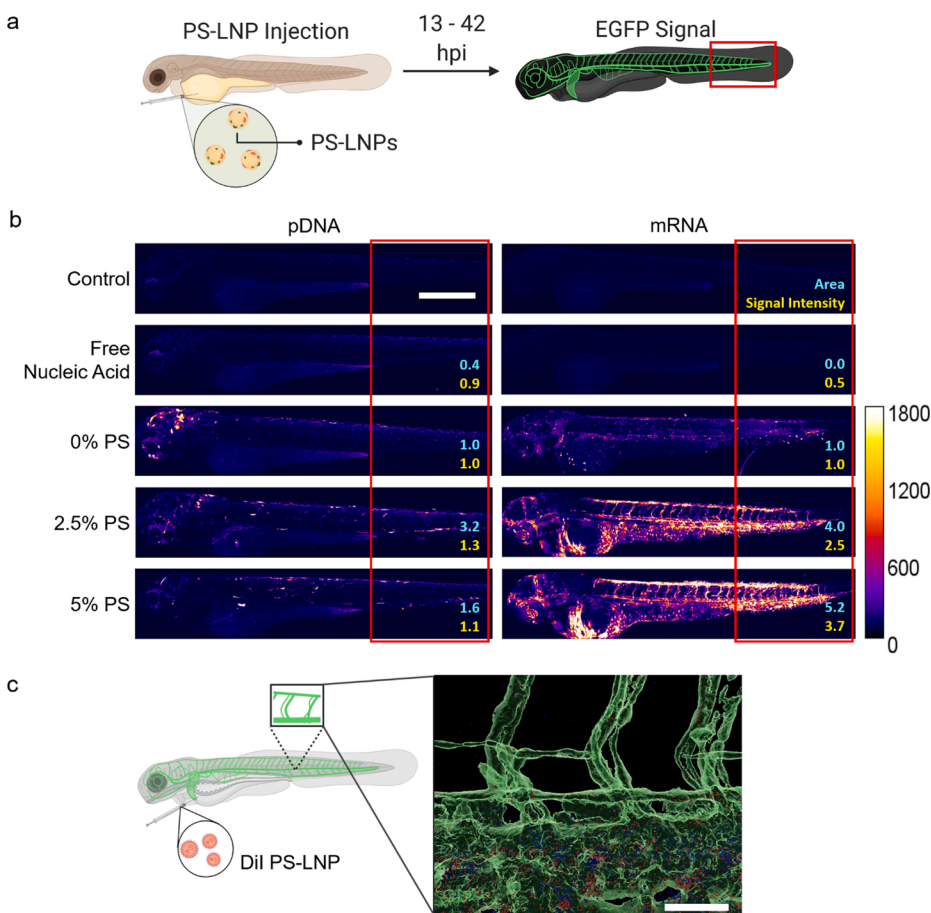 a
PS-LNP Injection
13 - 42
hpi
EGFP Signal
PS-LNPs
b
pDNA
mRNA
Control
Area
Signal Intensity
Free
Nucleic Acid
0.4
0.9
0.0
0.5
0% PS
1.0
1.0
1.0
1.0
2.5% PS
3.2
1.3
4.0
2.5
5% PS
1.6
1.1
5.2
3.7
1800
1200
600
0
c
DiI PS-LNP